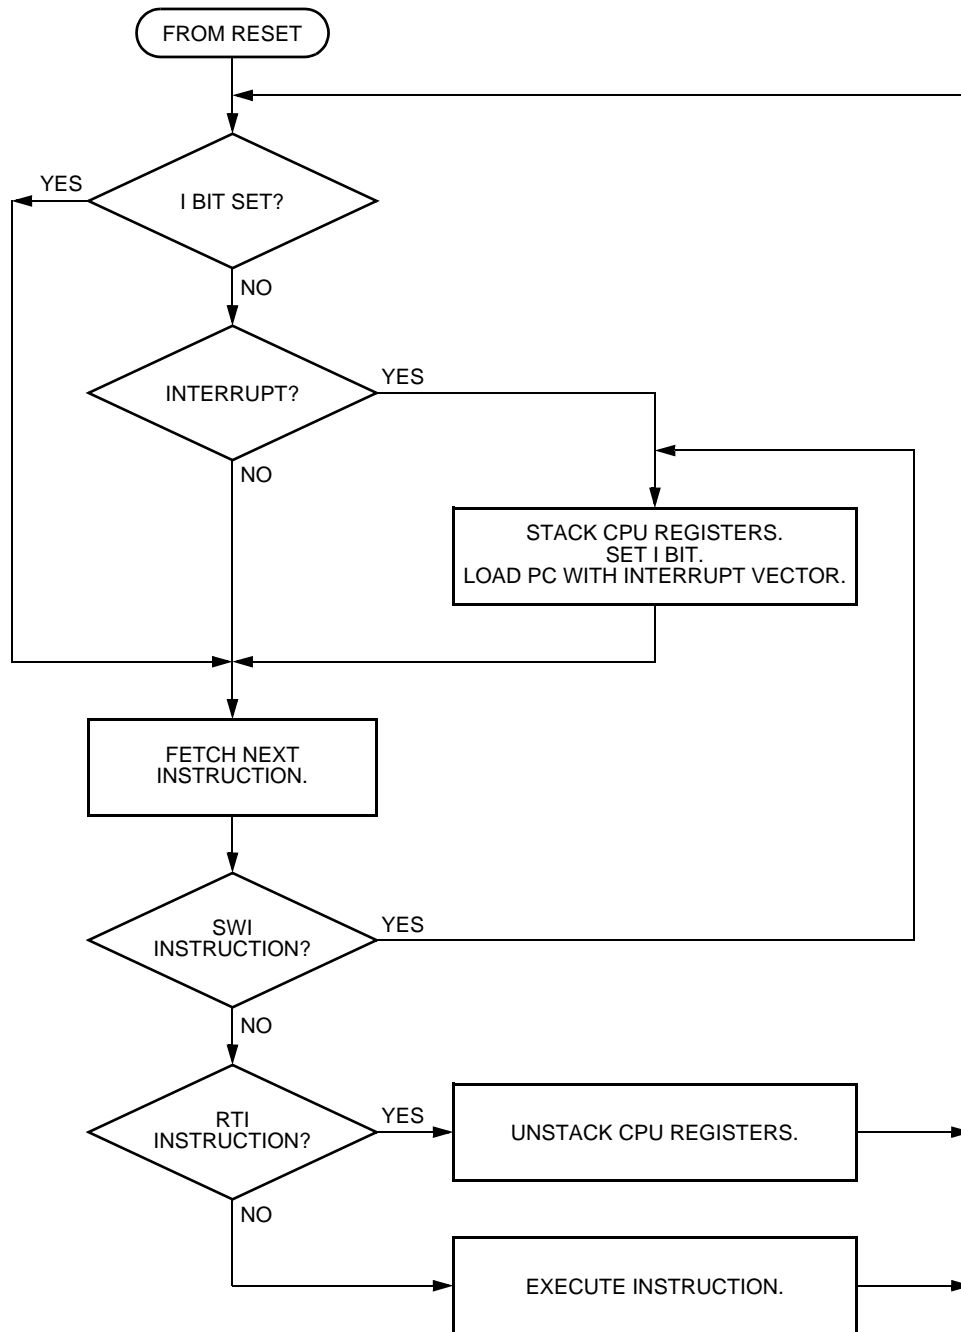 FROM RESET
YES
I BIT SET?
NO
INTERRUPT?
YES
NO
STACK CPU REGISTERS.
SET I BIT.
LOAD PC WITH INTERRUPT VECTOR.
FETCH NEXT
INSTRUCTION.
SWI
INSTRUCTION?
YES
NO
RTI
INSTRUCTION?
YES
UNSTACK CPU REGISTERS.
NO
EXECUTE INSTRUCTION.